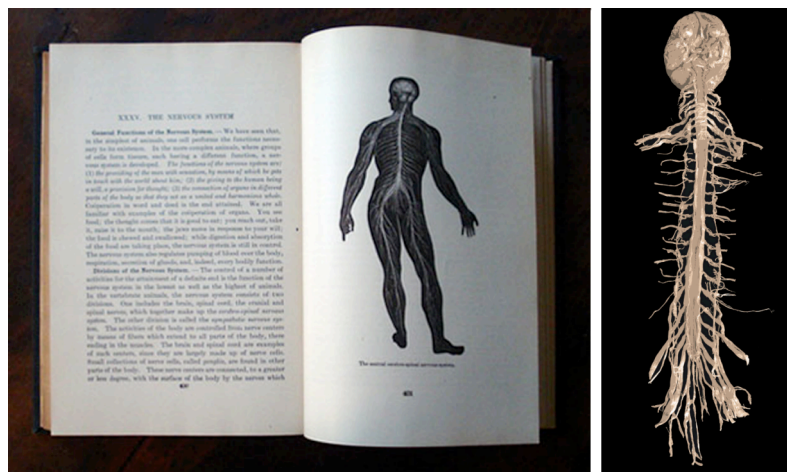 XXXV. THE NERVOUS SYSTEM
General Functions of the Nervous System. — We have seen that,
in the simplest of animals, one cell performs the functions neces-
sary to its existence. In the more complex animals, where groups
of cells form tissues, each having a different function, a ner-
vous system is developed. The functions of the nervous system are:
(1) the providing of the man with sensation, by means of which he gets
in touch with the world about him; (2) the giving to the human being
a will, a provision for thought; (3) the connection of organs in different
parts of the body so that they act as a united and harmonious whole.
Coöperation in word and deed is the end attained. We are all
familiar with examples of the coöperation of organs. You see
food; the thought comes that it is good to eat; you reach out, take
it, raise it to the mouth; the jaws move in response to your will;
the food is chewed and swallowed; while digestion and absorption
of the food are taking place, the nervous system is still in control.
The nervous system also regulates pumping of blood over the body,
respiration, secretion of glands, and, indeed, every bodily function.
Divisions of the Nervous System. — The control of a number of
activities for the attainment of a definite end is the function of the
nervous system in the lowest as well as the highest of animals.
In the vertebrate animals, the nervous system consists of two
divisions. One includes the brain, spinal cord, the cranial and
spinal nerves, which together make up the cerebro-spinal nervous
system. The other division is called the sympathetic nervous sys-
tem. The activities of the body are controlled from nerve centers
by means of fibers which extend to all parts of the body, there
ending in the muscles. The brain and spinal cord are examples
of such centers, since they are largely made up of nerve cells.
Small collections of nerve cells, called ganglia, are found in other
parts of the body. These nerve centers are connected, to a greater
or less degree, with the surface of the body by the nerves which
The central cerebro-spinal nervous system.